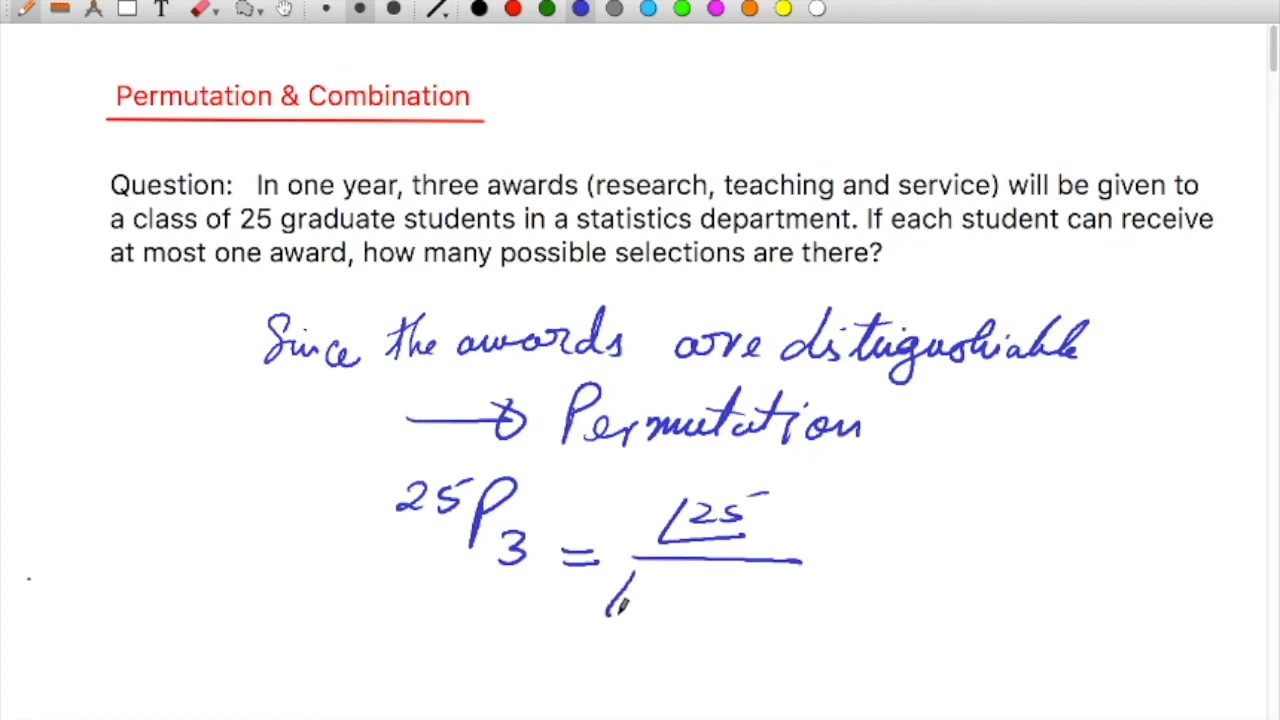 T
Permutation & Combination
Question: In one year, three awards (research, teaching and service) will be given to
a class of 25 graduate students in a statistics department. If each student can receive
at most one award, how many possible selections are there?
Since the awards are distinguishable
→ Permutation
25P3 = |25